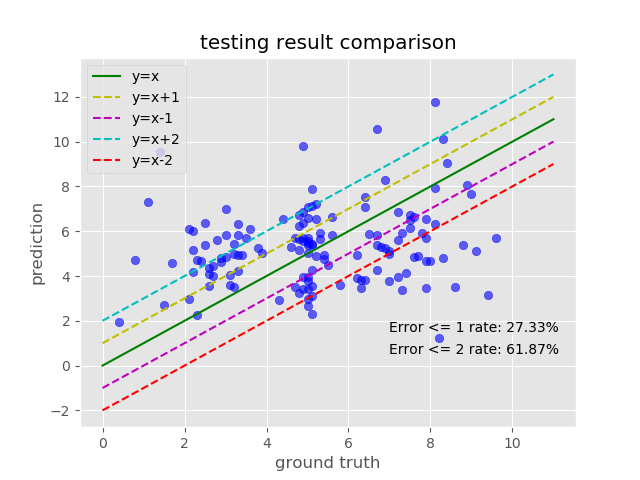 testing result comparison
y=x
y=x+1
y=x-1
y=x+2
y=x-2
12
10
8
6
4
2
0
−2
prediction
Error <= 1 rate: 27.33%
Error <= 2 rate: 61.87%
0
2
4
6
8
10
ground truth